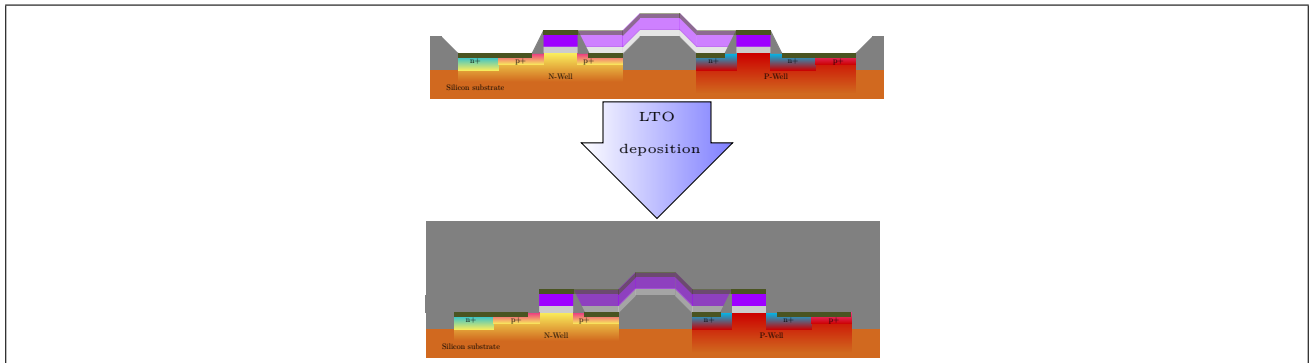 n+ p+ p+ n+ n+ p+
N-Well P-Well
Silicon substrate
LTO
deposition
n+ p+ p+ n+ n+ p+
N-Well P-Well
Silicon substrate